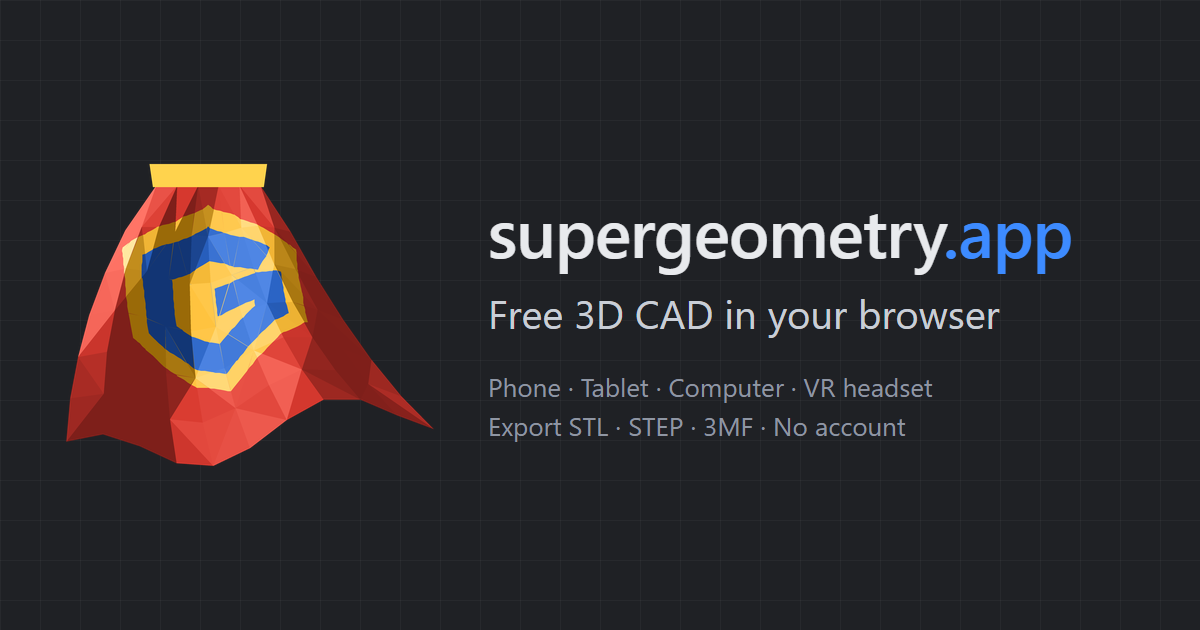 G
supergeometry.app
Free 3D CAD in your browser
Phone · Tablet · Computer · VR headset
Export STL · STEP · 3MF · No account